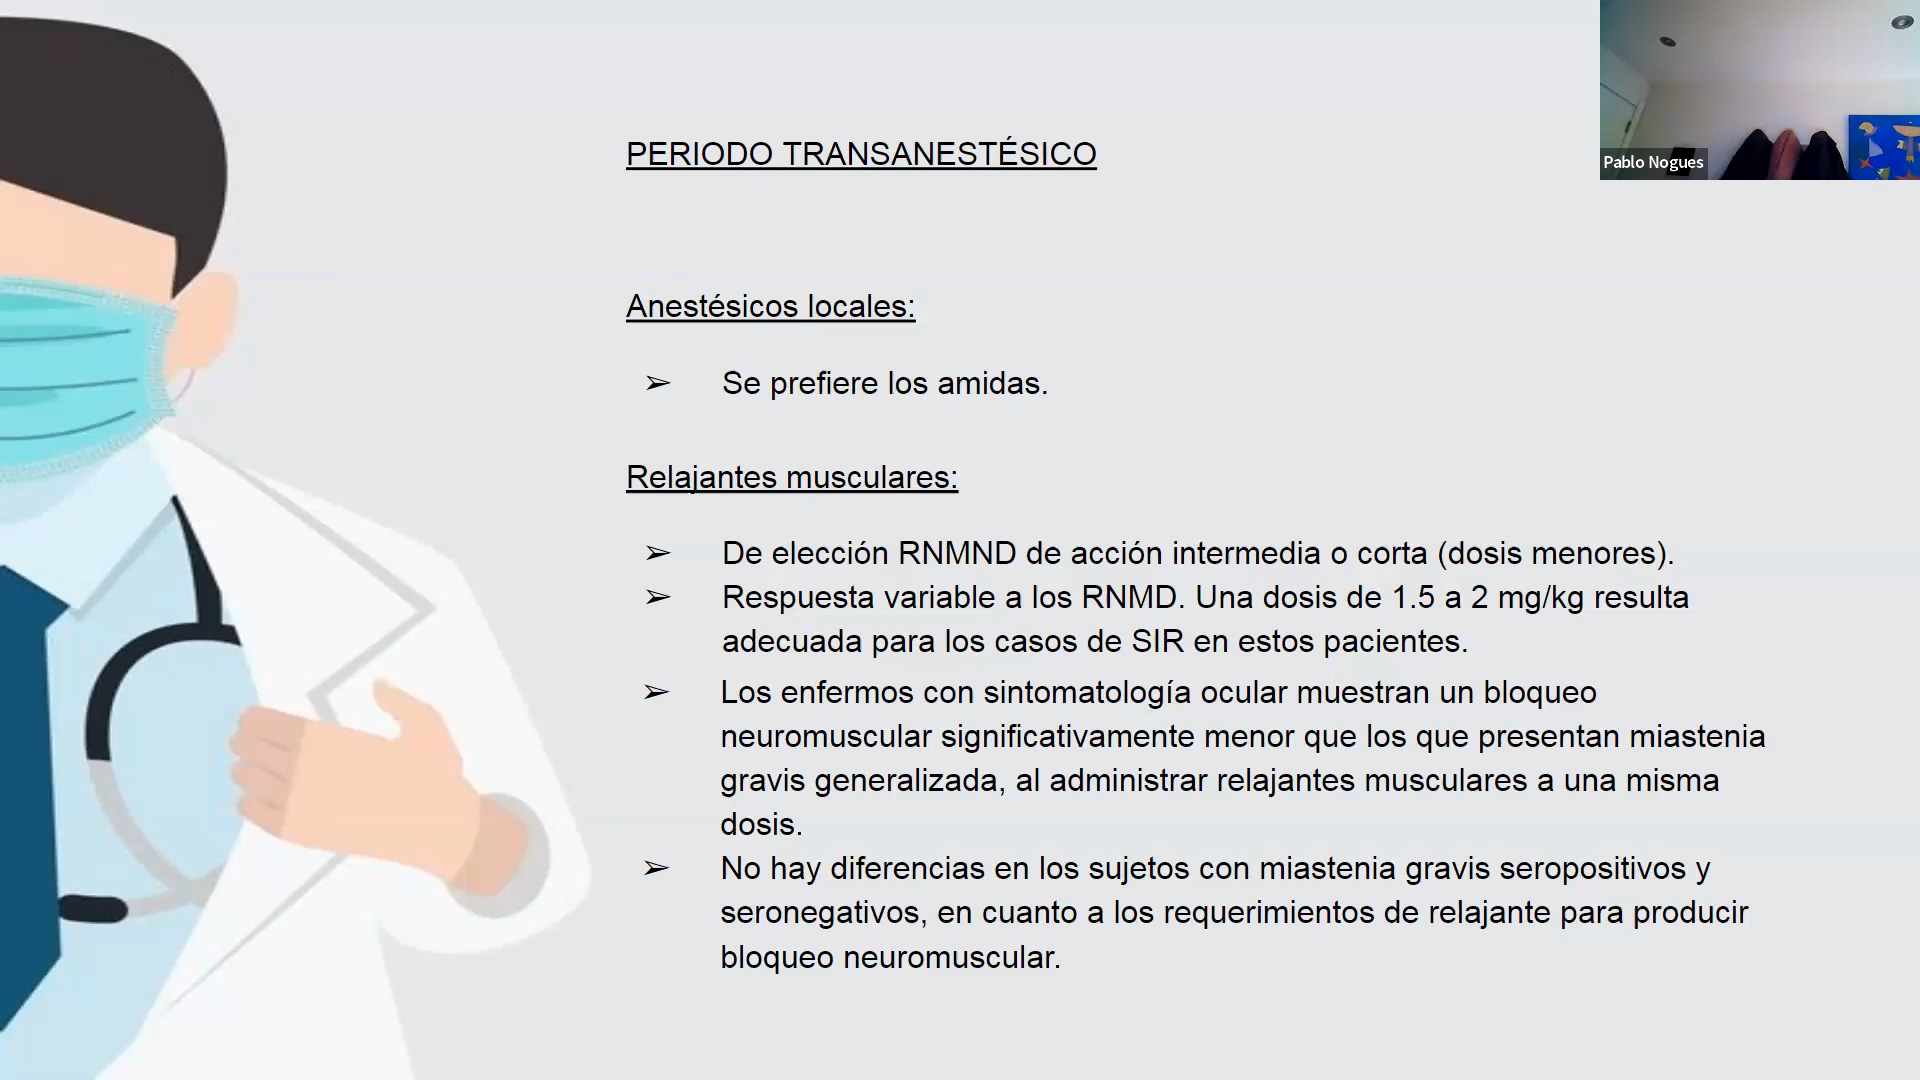 PERIODO TRANSANESTÉSICO
Pablo Nogues
Anestésicos locales:
➢ Se prefiere los amidas.
Relajantes musculares:
➢ De elección RNMND de acción intermedia o corta (dosis menores).
➢ Respuesta variable a los RNMD. Una dosis de 1.5 a 2 mg/kg resulta
adecuada para los casos de SIR en estos pacientes.
➢ Los enfermos con sintomatología ocular muestran un bloqueo
neuromuscular significativamente menor que los que presentan miastenia
gravis generalizada, al administrar relajantes musculares a una misma
dosis.
➢ No hay diferencias en los sujetos con miastenia gravis seropositivos y
seronegativos, en cuanto a los requerimientos de relajante para producir
bloqueo neuromuscular.